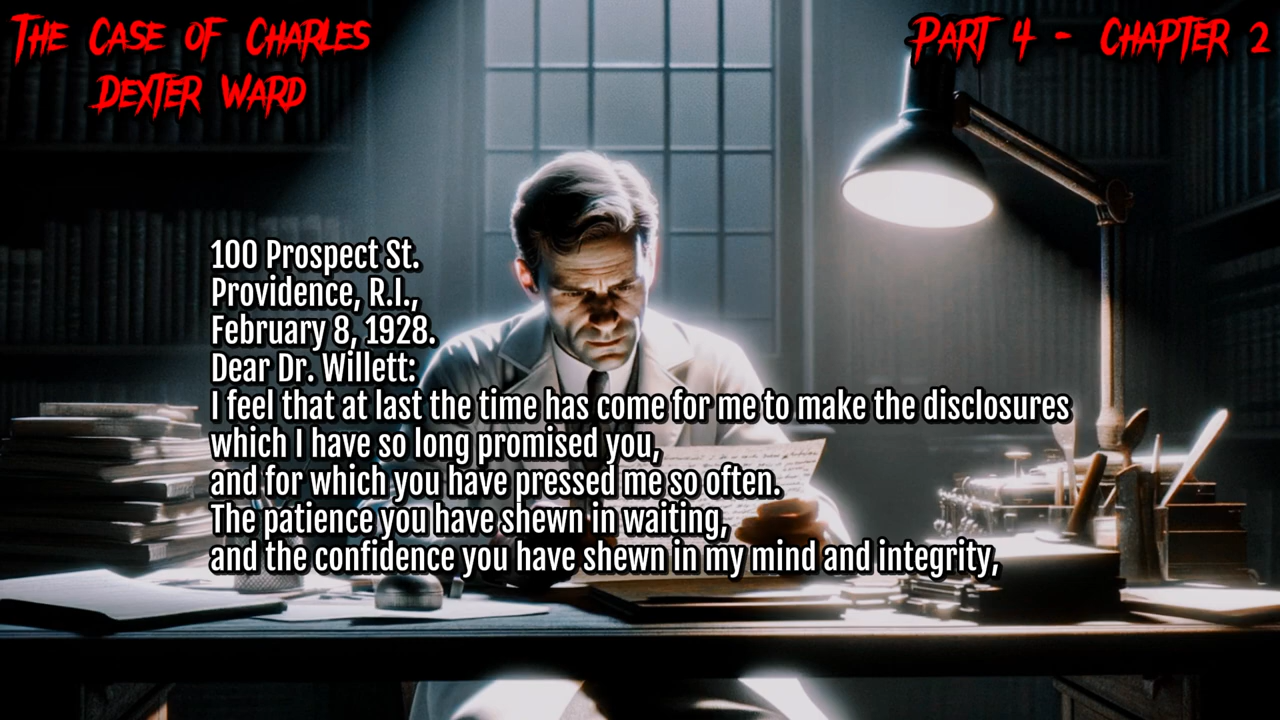 The Case of Charles
Dexter Ward
Part 4 - Chapter 2
100 Prospect St.
Providence, R.I.,
February 8, 1928.
Dear Dr. Willett:
I feel that at last the time has come for me to make the disclosures
which I have so long promised you,
and for which you have pressed me so often.
The patience you have shewn in waiting,
and the confidence you have shewn in my mind and integrity,